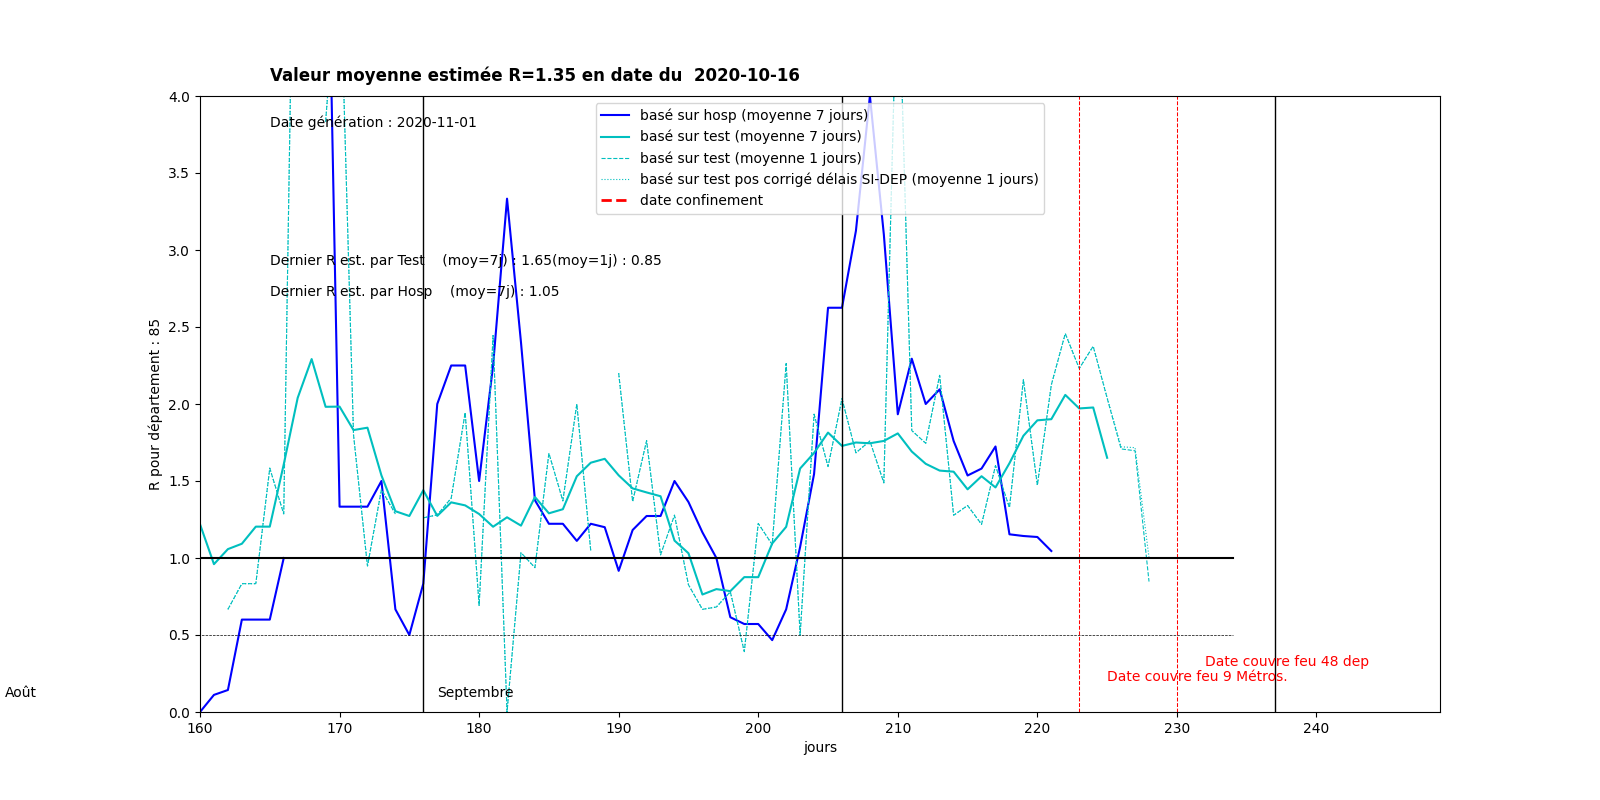 Valeur moyenne estimée R=1.35 en date du  2020-10-16
4.0
Date génération : 2020-11-01
basé sur hosp (moyenne 7 jours)
basé sur test (moyenne 7 jours)
basé sur test (moyenne 1 jours)
basé sur test pos corrigé délais SI-DEP (moyenne 1 jours)
date confinement
3.5
3.0
Dernier R est. par Test    (moy=7j) : 1.65(moy=1j) : 0.85
Dernier R est. par Hosp    (moy=7j) : 1.05
2.5
R pour département : 85
2.0
1.5
1.0
0.5
Date couvre feu 48 dep
Date couvre feu 9 Métros.
Août
Septembre
0.0
160 170 180 190 200 210 220 230 240
jours